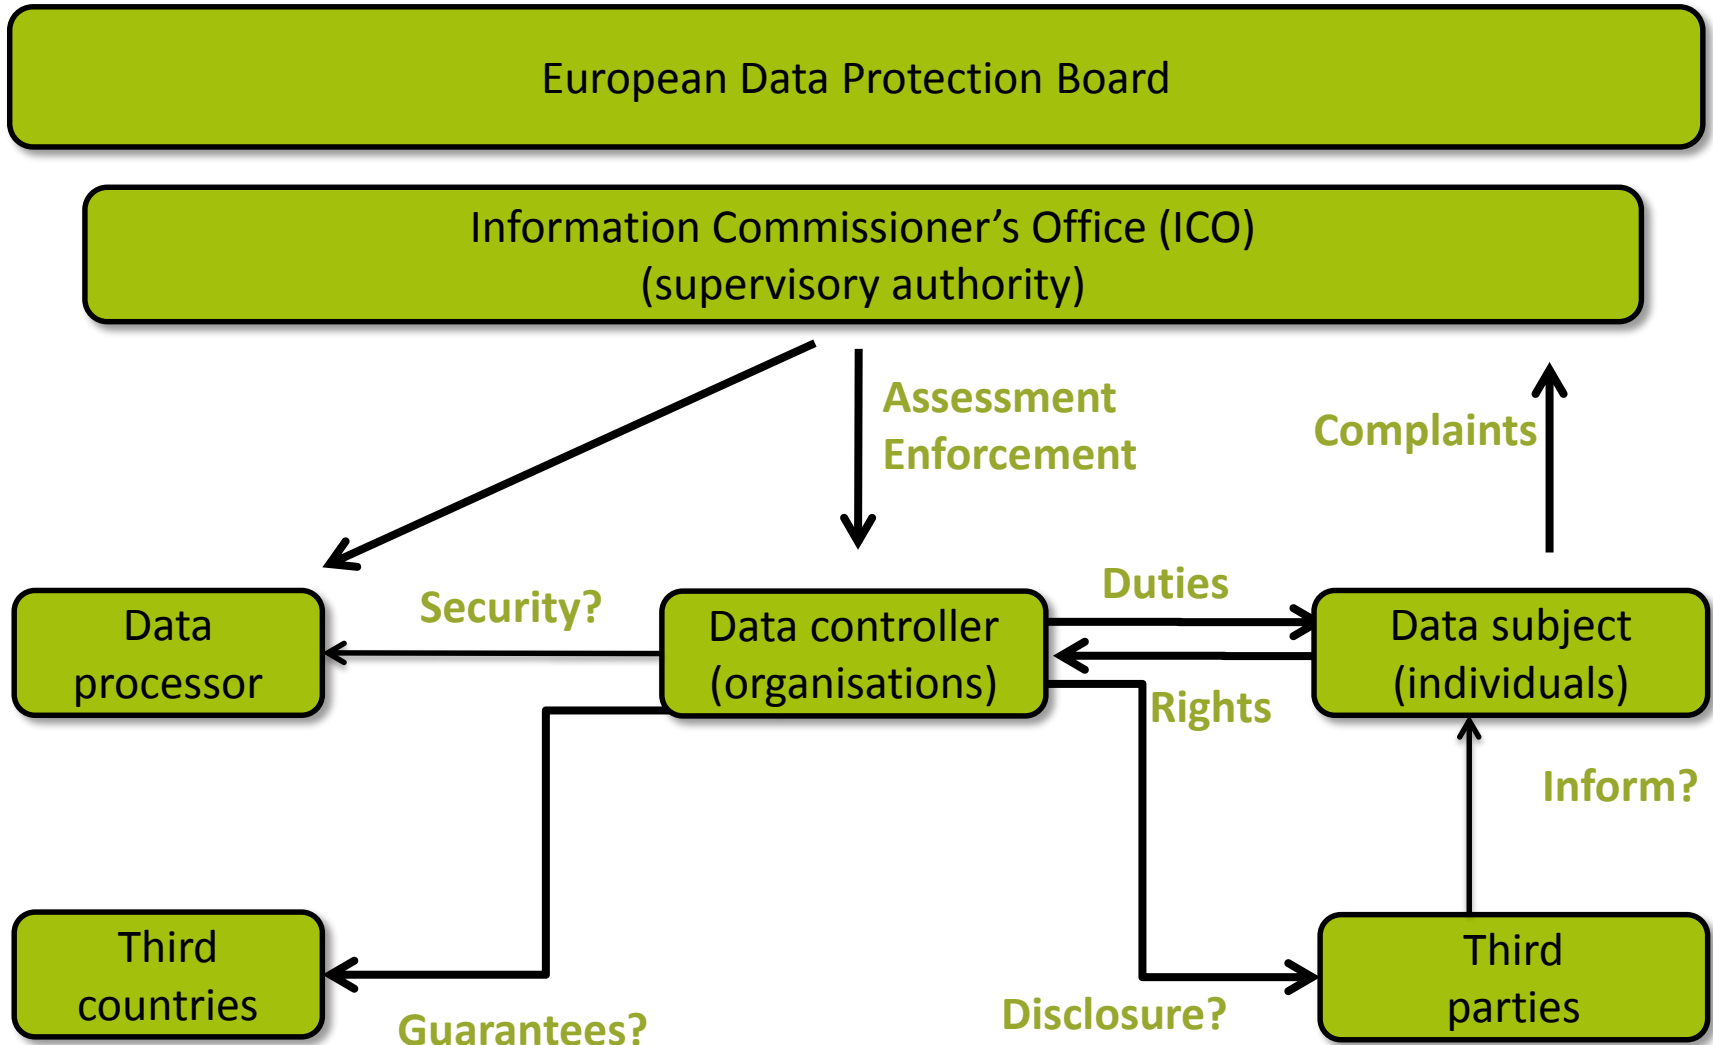 European Data Protection Board
Information Commissioner’s Office (ICO)
(supervisory authority)
Assessment
Enforcement
Complaints
Data
processor
Security?
Data controller
(organisations)
Duties
Rights
Data subject
(individuals)
Inform?
Third
countries
Guarantees?
Disclosure?
Third
parties